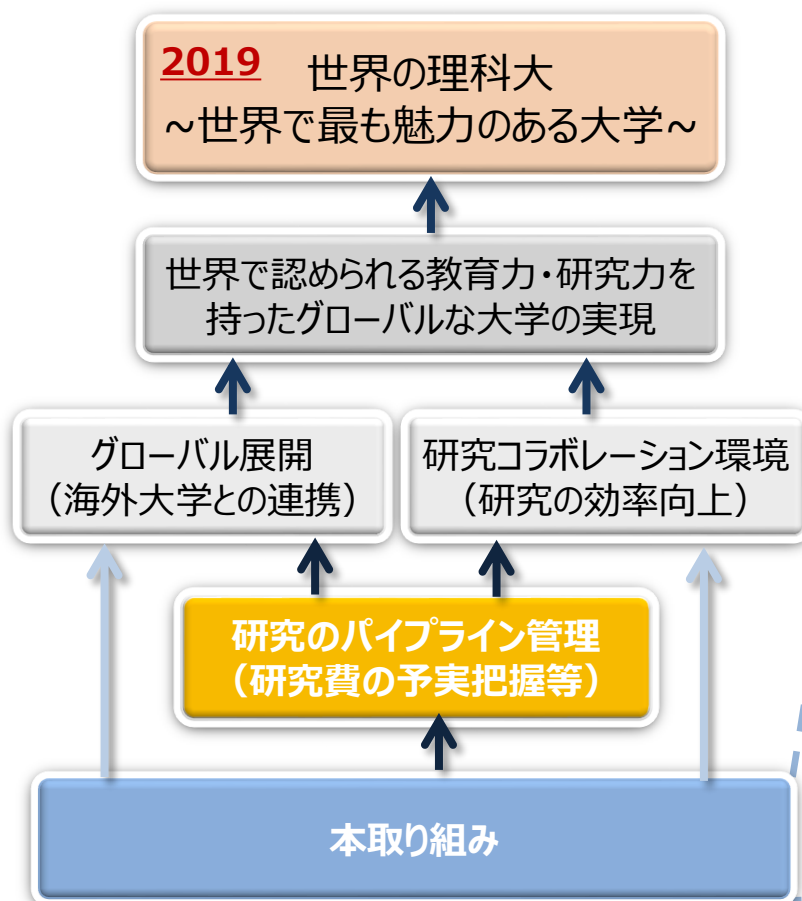 2019 世界の理科大
~世界で最も魅力のある大学~
世界で認められる教育力・研究力を
持ったグローバルな大学の実現
グローバル展開
（海外大学との連携）
研究コラボレーション環境
（研究の効率向上）
研究のパイプライン管理
（研究費の予実把握等）
本取り組み